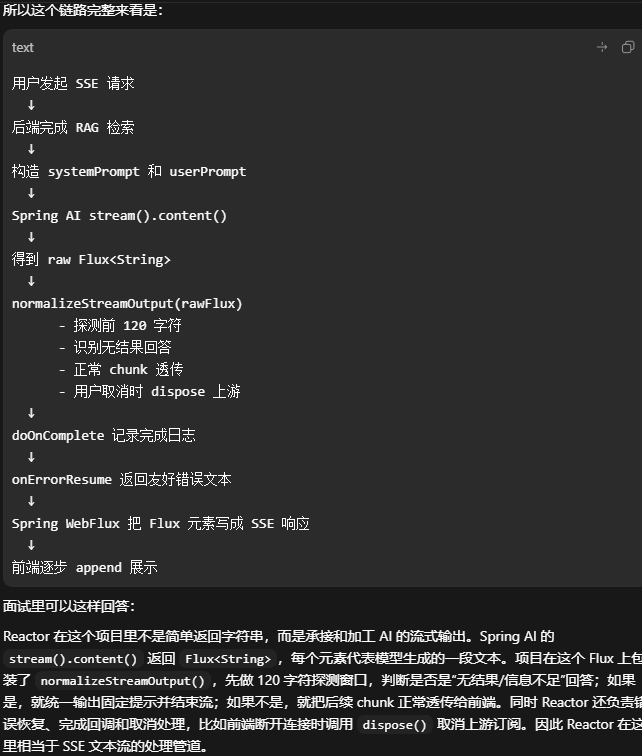 所以这个链路完整来看是：
text
用户发起 SSE 请求
↓
后端完成 RAG 检索
↓
构造 systemPrompt 和 userPrompt
↓
Spring AI stream().content()
↓
得到 raw Flux<String>
↓
normalizeStreamOutput(rawFlux)
- 探测前 120 字符
- 识别无结果回答
- 正常 chunk 透传
- 用户取消时 dispose 上游
↓
doOnComplete 记录完成日志
↓
onErrorResume 返回友好错误文本
↓
Spring WebFlux 把 Flux 元素写成 SSE 响应
↓
前端逐步 append 展示
面试里可以这样回答：
Reactor 在这个项目里不是简单返回字符串，而是承接和加工 AI 的流式输出。Spring AI 的
stream().content() 返回 Flux<String> ，每个元素代表模型生成的一段文本。项目在这个 Flux 上包
装了 normalizeStreamOutput() ，先做 120 字符探测窗口，判断是否是“无结果/信息不足”回答；如果
是，就统一输出固定提示并结束流；如果不是，就把后续 chunk 正常透传给前端。同时 Reactor 还负责错
误恢复、完成回调和取消处理，比如前端断开连接时调用 dispose() 取消上游订阅。因此 Reactor 在这
里相当于 SSE 文本流的处理管道。